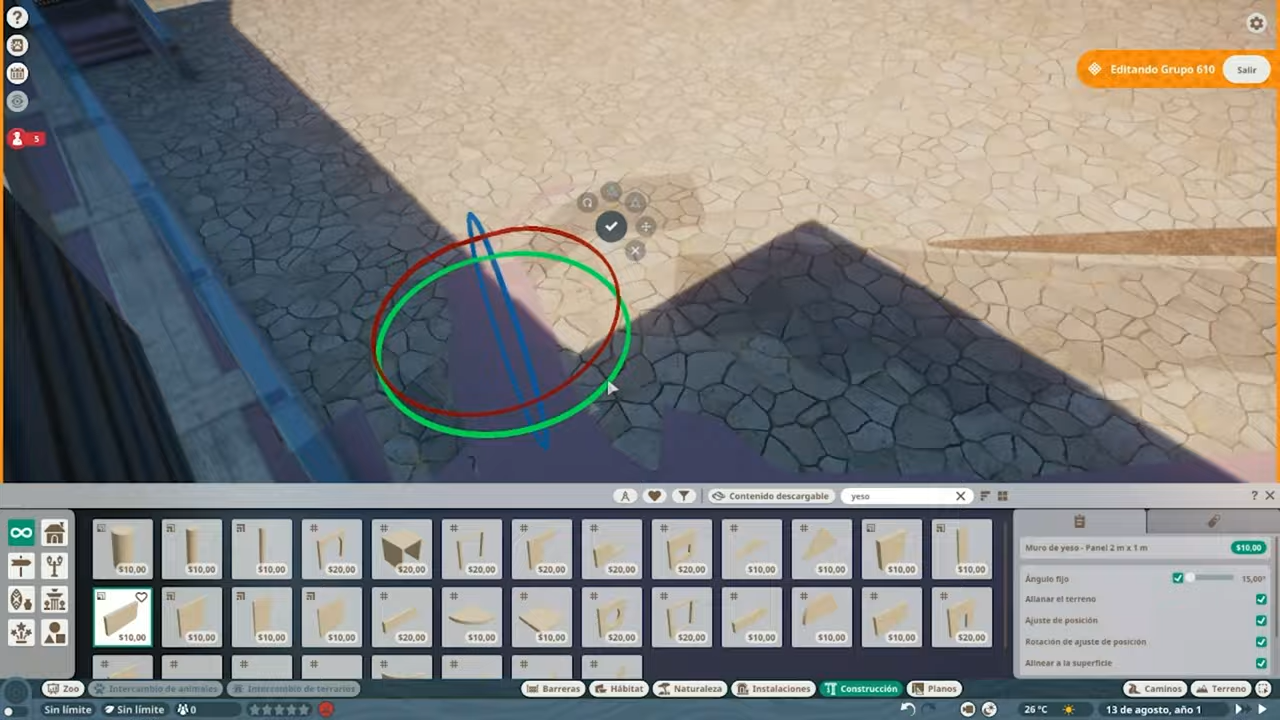 ?
5
Editando Grupo 610
Salir
Contenido descargable
yeso
?
$10,00
$10,00
$10,00
$20,00
$20,00
$20,00
$20,00
$20,00
$20,00
$10,00
$10,00
$10,00
$10,00
$10,00
$10,00
$10,00
$10,00
$20,00
$10,00
$10,00
$20,00
$20,00
$10,00
$10,00
$10,00
$20,00
Muro de yeso - Panel 2 m x 1 m
$10,00
Ángulo fijo
15,00°
Allanar el terreno
Ajuste de posición
Rotación de ajuste de posición
Alinear a la superficie
Zoo
Intercambio de animales
Intercambio de terrarios
Barreras
Hábitat
Naturaleza
Instalaciones
Construcción
Planos
Caminos
Terreno
Sin límite
Sin límite
0
26 °C
13 de agosto, año 1